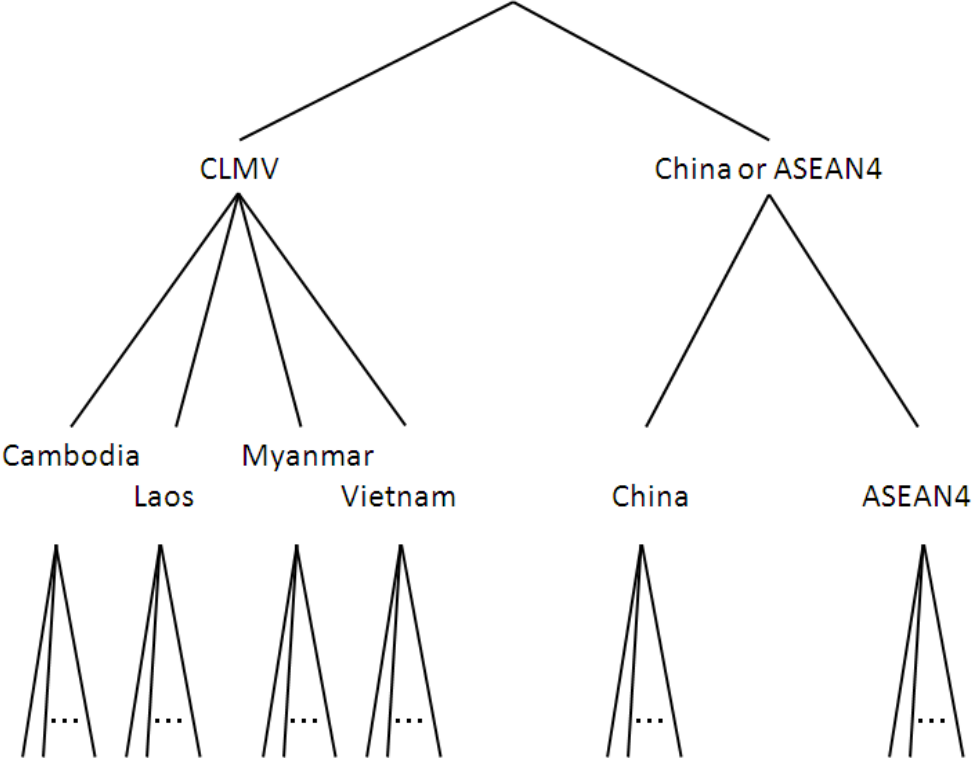 CLMV
China or ASEAN4
Cambodia
Myanmar
Laos
Vietnam
China
ASEAN4
... ... ... ... ... ...